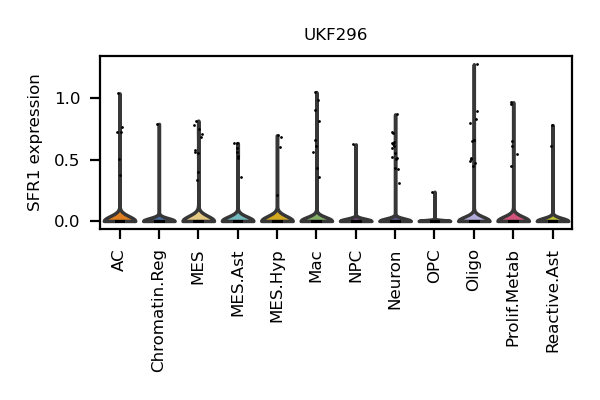 UKF296
SFR1 expression
1.0
0.5
0.0
AC
Chromatin.Reg
MES
MES.Ast
MES.Hyp
Mac
NPC
Neuron
OPC
Oligo
Prolif.Metab
Reactive.Ast